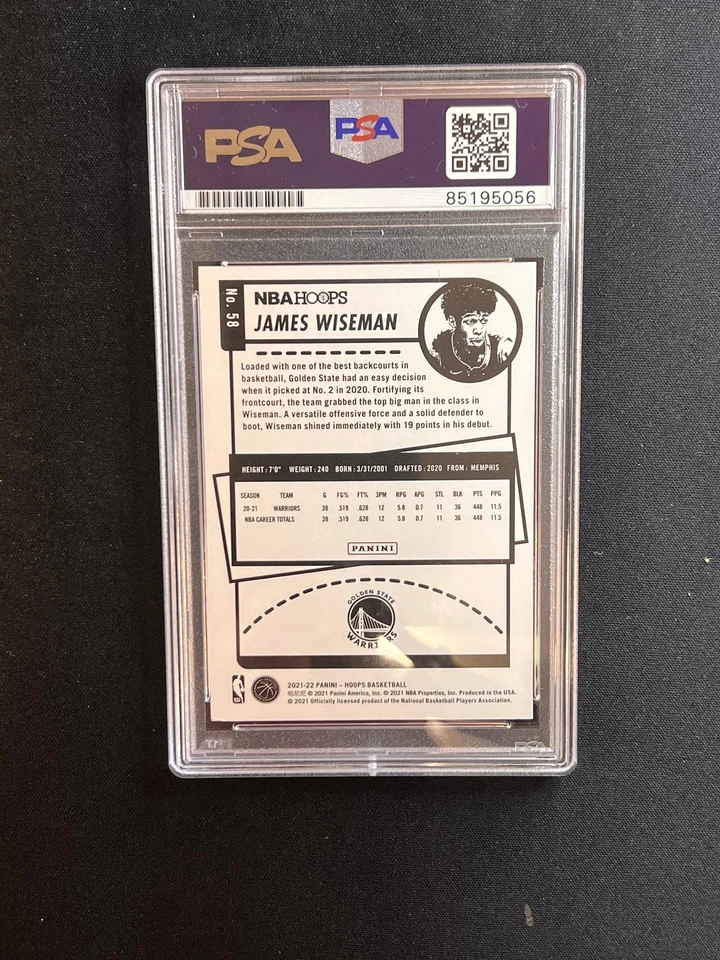 PSA
PSA
85195056
No. 58
NBA HOOPS
JAMES WISEMAN
Loaded with one of the best backcourts in
basketball, Golden State had an easy decision
when it picked at No. 2 in 2020. Fortifying its
frontcourt, the team grabbed the top big man in the class in
Wiseman. A versatile offensive force and a solid defender to
boot, Wiseman shined immediately with 19 points in his debut.
HEIGHT: 7'0" WEIGHT: 240 BORN: 3/31/2001 DRAFTED: 2020 FROM: MEMPHIS
SEASON TEAM G FG% FT% 3PM RPG APG STL BLK PTS PPG
20-21 WARRIORS 39 .519 .628 12 5.8 0.7 11 36 448 11.5
NBA CAREER TOTALS 39 .519 .628 12 5.8 0.7 11 36 448 11.5
PANINI
GOLDEN STATE
WARRIORS
2021-22 PANINI – HOOPS BASKETBALL
帕尼尼 © 2021 Panini America, Inc. © 2021 NBA Properties, Inc. Produced in the USA.
© 2021 Officially licensed product of the National Basketball Players Association.
PSA